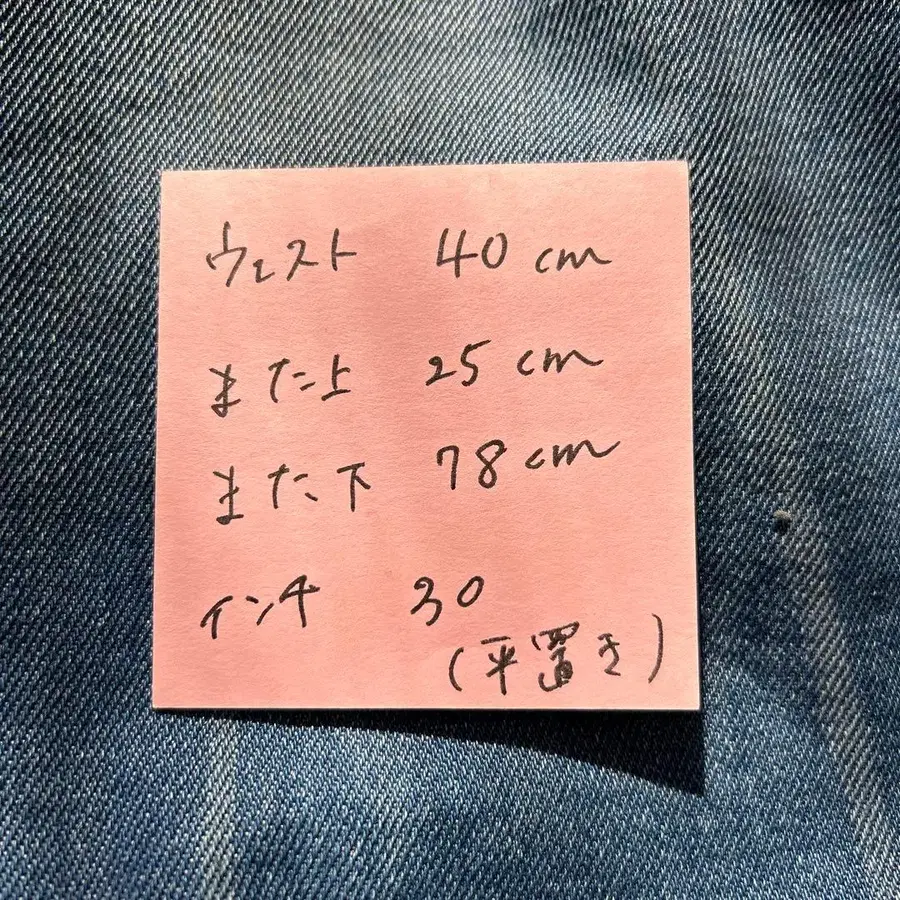 ウェスト 40 cm
また上 25 cm
また下 78 cm
インチ 30
(平置き)